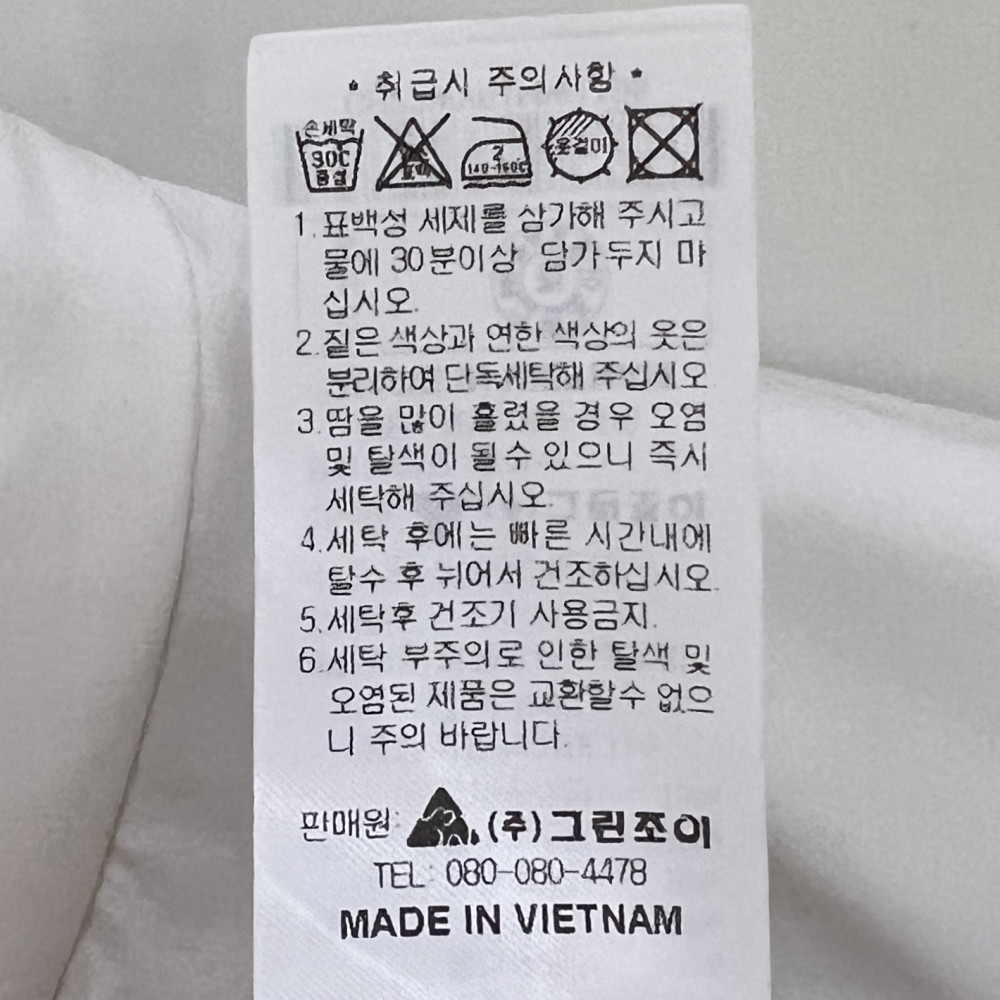 • 취급시 주의사항 •
손세탁
30℃
중성
2
140-160℃
옷걸이
1.표백성 세제를 삼가해 주시고
물에 30분이상 담가두지 마
십시오.
2.짙은 색상과 연한 색상의 옷은
분리하여 단독세탁해 주십시오
3.땀을 많이 흘렸을 경우 오염
및 탈색이 될수 있으니 즉시
세탁해 주십시오.
4.세탁 후에는 빠른 시간내에
탈수 후 뉘어서 건조하십시오.
5.세탁후 건조기 사용금지.
6.세탁 부주의로 인한 탈색 및
오염된 제품은 교환할수 없으
니 주의 바랍니다.
판매원: (주)그린조이
TEL: 080-080-4478
MADE IN VIETNAM